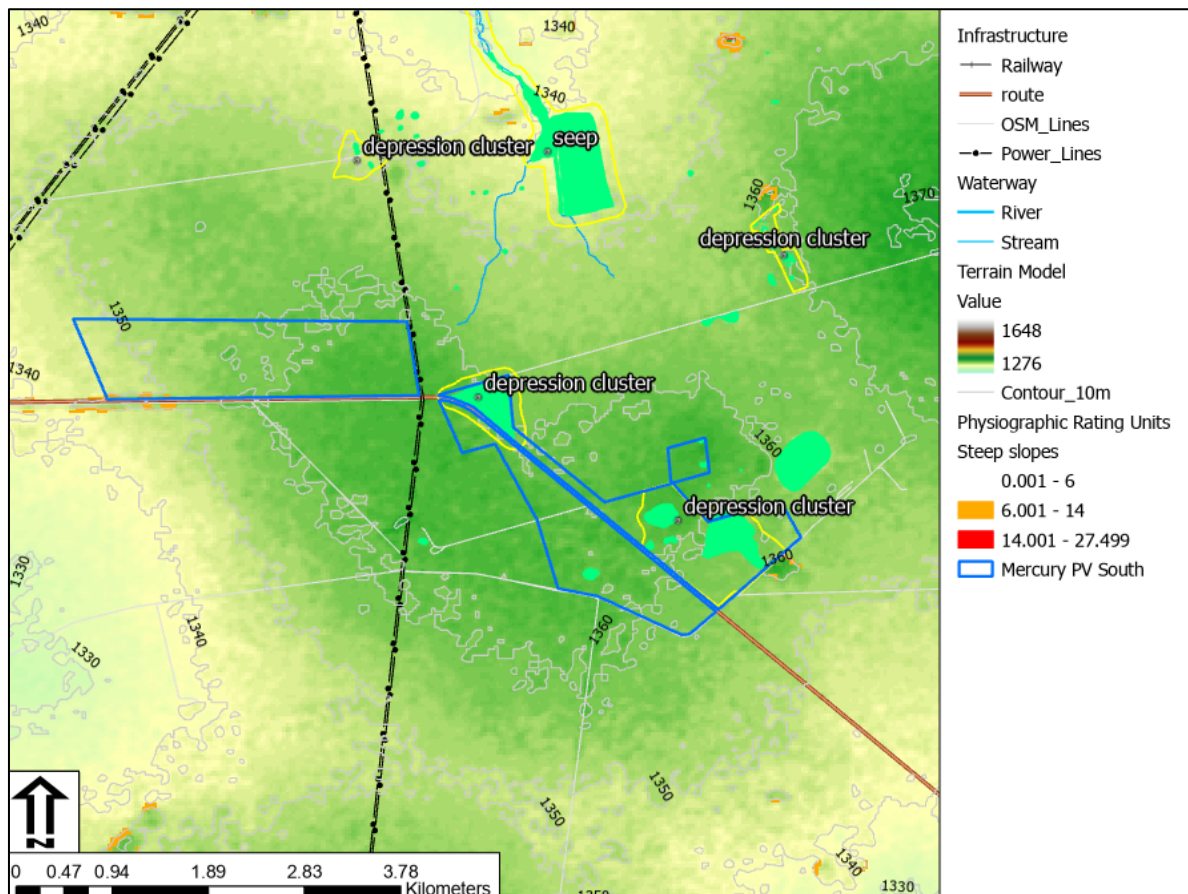 1340
1340
1340
depression cluster
seep
1360
1370
depression cluster
1350
1340
depression cluster
1360
depression cluster
1360
1330
1340
1360
1330
1350
1350
1340
1330
1350
N
0 0.47 0.94 1.89 2.83 3.78
Kilometers
Infrastructure
Railway
route
OSM_Lines
Power_Lines
Waterway
River
Stream
Terrain Model
Value
1648
1276
Contour_10m
Physiographic Rating Units
Steep slopes
0.001 - 6
6.001 - 14
14.001 - 27.499
Mercury PV South